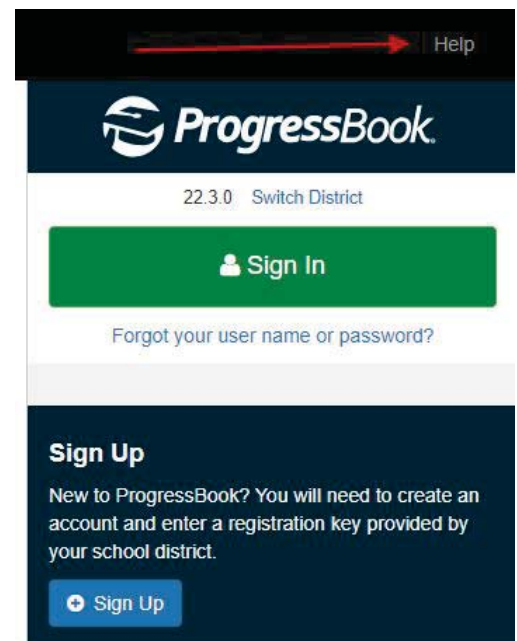 Help
ProgressBook.
22.3.0 Switch District
Sign In
Forgot your user name or password?
Sign Up
New to ProgressBook? You will need to create an
account and enter a registration key provided by
your school district.
Sign Up